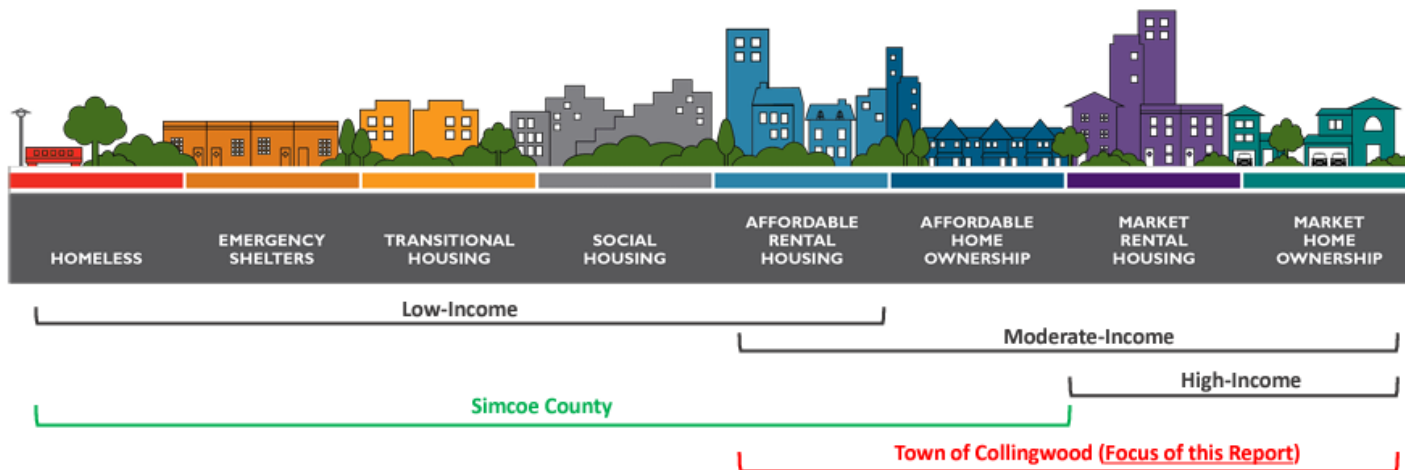 HOMELESS
EMERGENCY
SHELTERS
TRANSITIONAL
HOUSING
SOCIAL
HOUSING
AFFORDABLE
RENTAL
HOUSING
AFFORDABLE
HOME
OWNERSHIP
MARKET
RENTAL
HOUSING
MARKET
HOME
OWNERSHIP
Low-Income
Moderate-Income
High-Income
Simcoe County
Town of Collingwood (Focus of this Report)